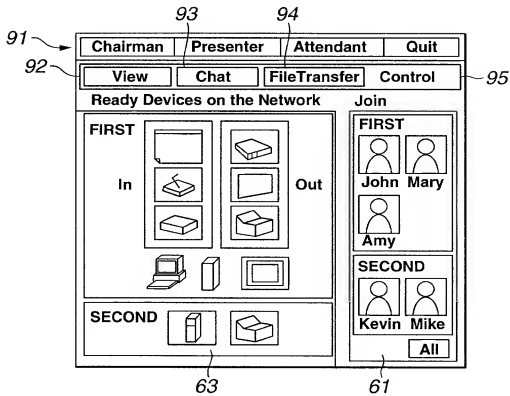 93 94
91 Chairman Presenter Attendant Quit
92 View Chat FileTransfer Control 95
Ready Devices on the Network Join
FIRST FIRST
In Out
John Mary
Amy
SECOND SECOND
Kevin Mike
All
63 61